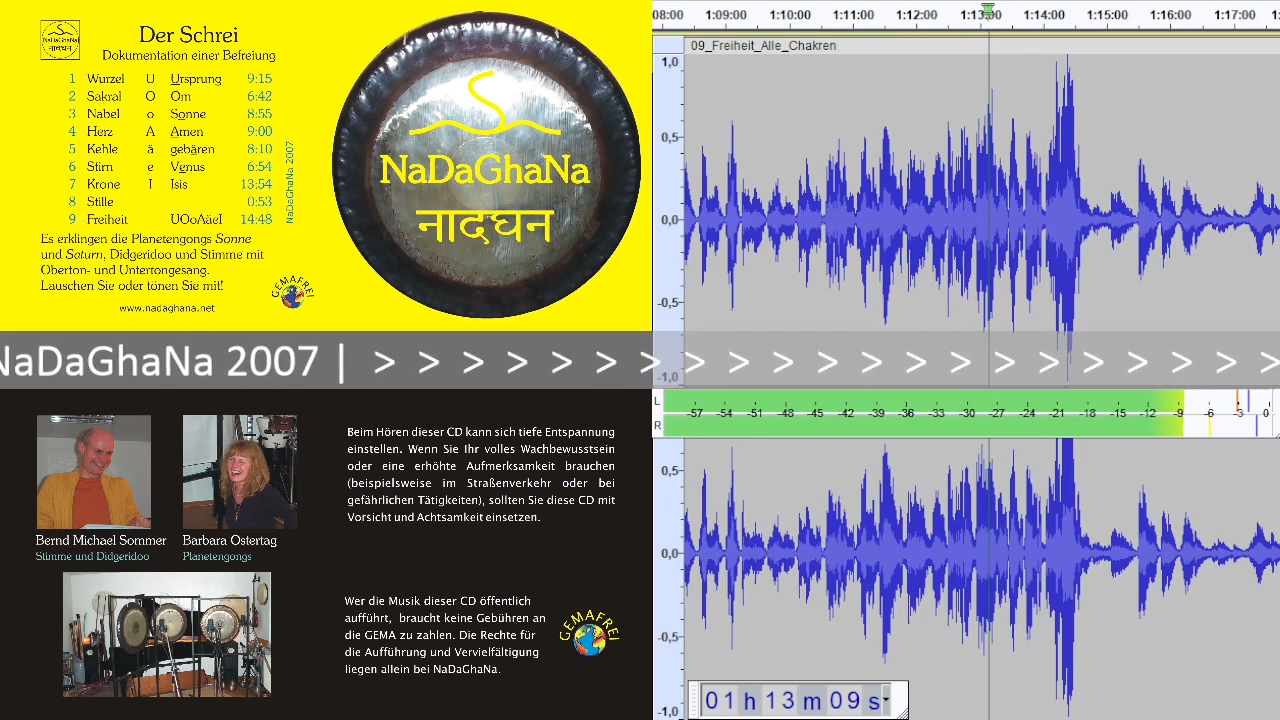 NaDaGhaNa
नादघन
Der Schrei
Dokumentation einer Befreiung
1 Wurzel U Ursprung 9:15
2 Sakral O Om 6:42
3 Nabel o Sonne 8:55
4 Herz A Amen 9:00
5 Kehle ä gebären 8:10
6 Stirn e Venus 6:54
7 Krone I Isis 13:54
8 Stille 0:53
9 Freiheit UOoAäeI 14:48
NaDaGhaNa 2007
Es erklingen die Planetengongs Sonne
und Saturn, Didgeridoo und Stimme mit
Oberton- und Untertongesang.
Lauschen Sie oder tönen Sie mit!
www.nadaghana.net
GEMAFREI
NaDaGhaNa
नादघन
NaDaGhaNa 2007 | > > > > > > > > > > > > > > > > > > > > >
Bernd Michael Sommer
Stimme und Didgeridoo
Barbara Ostertag
Planetengongs
Beim Hören dieser CD kann sich tiefe Entspannung
einstellen. Wenn Sie Ihr volles Wachbewusstsein
oder eine erhöhte Aufmerksamkeit brauchen
(beispielsweise im Straßenverkehr oder bei
gefährlichen Tätigkeiten), sollten Sie diese CD mit
Vorsicht und Achtsamkeit einsetzen.
Wer die Musik dieser CD öffentlich
aufführt, braucht keine Gebühren an
die GEMA zu zahlen. Die Rechte für
die Aufführung und Vervielfältigung
liegen allein bei NaDaGhaNa.
GEMAFREI
08:00 1:09:00 1:10:00 1:11:00 1:12:00 1:13:00 1:14:00 1:15:00 1:16:00 1:17:00
09_Freiheit_Alle_Chakren
1,0
0,5
0,0
-0,5
-1,0
L
R
-57 -54 -51 -48 -45 -42 -39 -36 -33 -30 -27 -24 -21 -18 -15 -12 -9 -6 -3 0
0,5
0,0
-0,5
-1,0
01 h 13 m 09 s